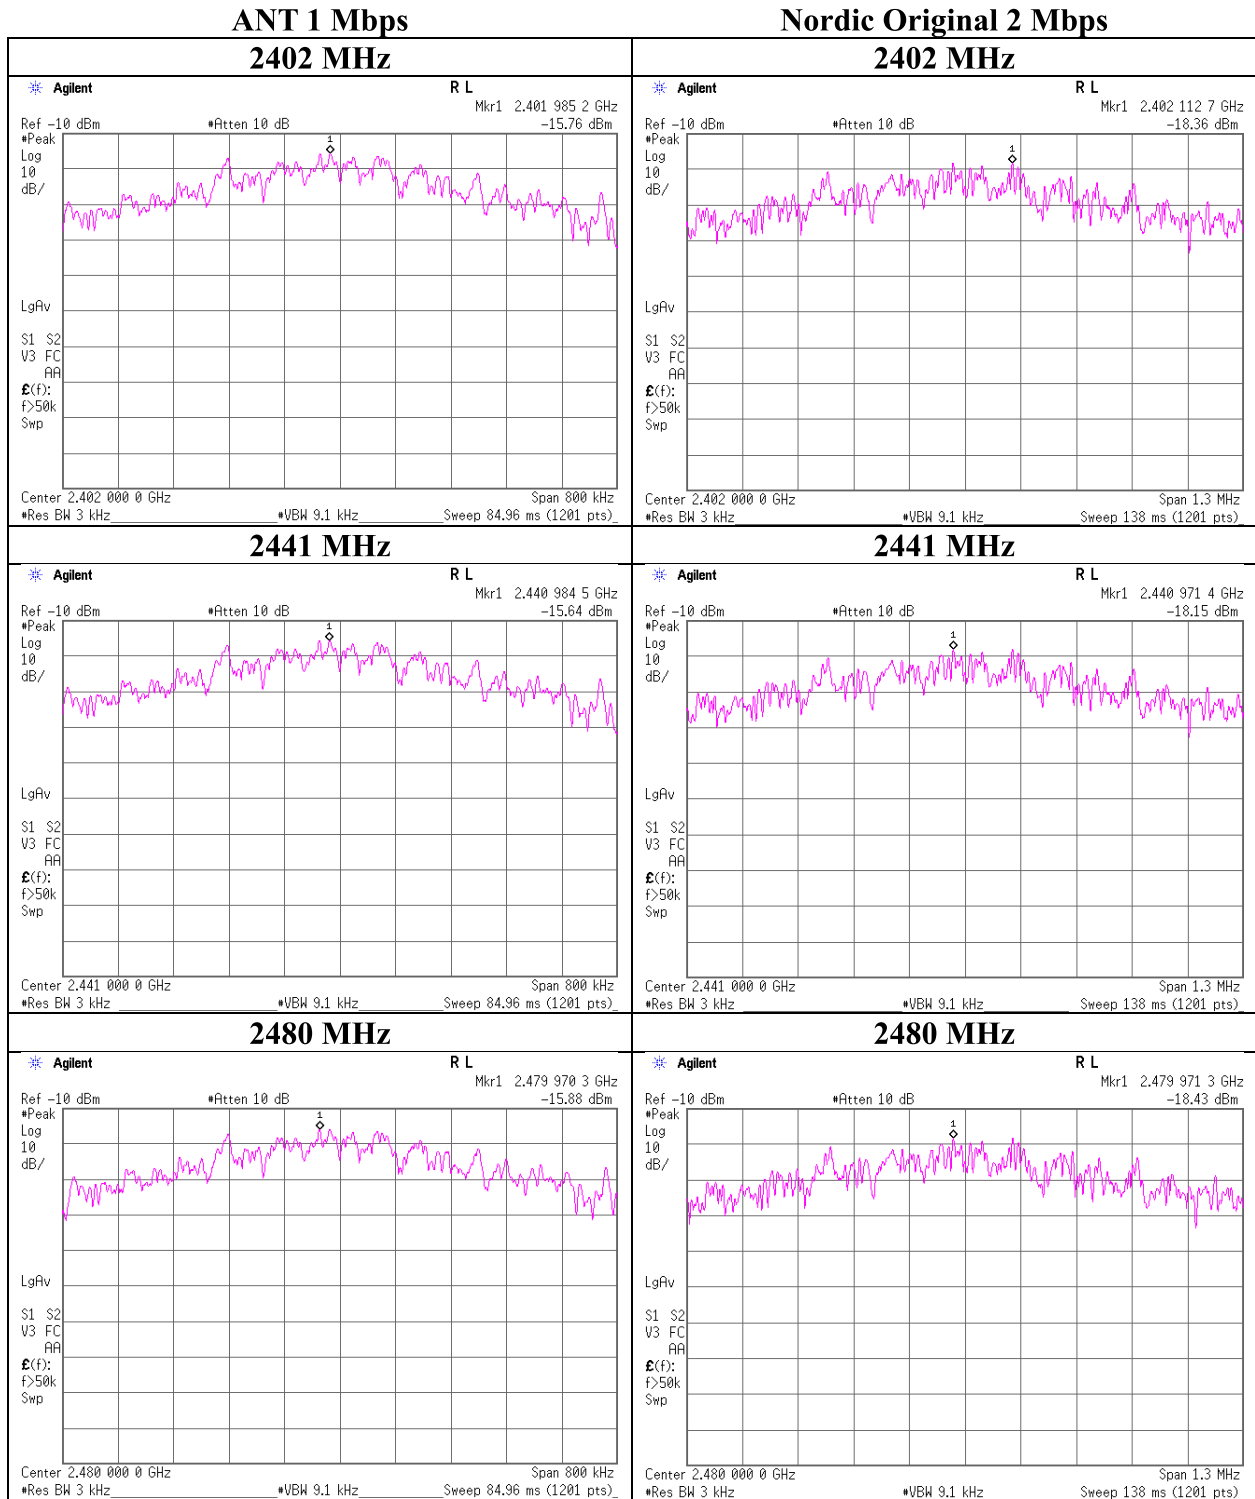 ANT 1 Mbps
Nordic Original 2 Mbps
2402 MHz
2402 MHz
Agilent
R L
Mkr1 2.401 985 2 GHz
Ref -10 dBm
#Atten 10 dB
-15.76 dBm
#Peak
Log
10
dB/
1
LgAv
S1 S2
V3 FC
AA
£(f):
f>50k
Swp
Center 2.402 000 0 GHz
Span 800 kHz
#Res BW 3 kHz
#VBW 9.1 kHz
Sweep 84.96 ms (1201 pts)
Agilent
R L
Mkr1 2.402 112 7 GHz
Ref -10 dBm
#Atten 10 dB
-18.36 dBm
#Peak
Log
10
dB/
1
LgAv
S1 S2
V3 FC
AA
£(f):
f>50k
Swp
Center 2.402 000 0 GHz
Span 1.3 MHz
#Res BW 3 kHz
#VBW 9.1 kHz
Sweep 138 ms (1201 pts)
2441 MHz
2441 MHz
Agilent
R L
Mkr1 2.440 984 5 GHz
Ref -10 dBm
#Atten 10 dB
-15.64 dBm
#Peak
Log
10
dB/
1
LgAv
S1 S2
V3 FC
AA
£(f):
f>50k
Swp
Center 2.441 000 0 GHz
Span 800 kHz
#Res BW 3 kHz
#VBW 9.1 kHz
Sweep 84.96 ms (1201 pts)
Agilent
R L
Mkr1 2.440 971 4 GHz
Ref -10 dBm
#Atten 10 dB
-18.15 dBm
#Peak
Log
10
dB/
1
LgAv
S1 S2
V3 FC
AA
£(f):
f>50k
Swp
Center 2.441 000 0 GHz
Span 1.3 MHz
#Res BW 3 kHz
#VBW 9.1 kHz
Sweep 138 ms (1201 pts)
2480 MHz
2480 MHz
Agilent
R L
Mkr1 2.479 970 3 GHz
Ref -10 dBm
#Atten 10 dB
-15.88 dBm
#Peak
Log
10
dB/
1
LgAv
S1 S2
V3 FC
AA
£(f):
f>50k
Swp
Center 2.480 000 0 GHz
Span 800 kHz
#Res BW 3 kHz
#VBW 9.1 kHz
Sweep 84.96 ms (1201 pts)
Agilent
R L
Mkr1 2.479 971 3 GHz
Ref -10 dBm
#Atten 10 dB
-18.43 dBm
#Peak
Log
10
dB/
1
LgAv
S1 S2
V3 FC
AA
£(f):
f>50k
Swp
Center 2.480 000 0 GHz
Span 1.3 MHz
#Res BW 3 kHz
#VBW 9.1 kHz
Sweep 138 ms (1201 pts)